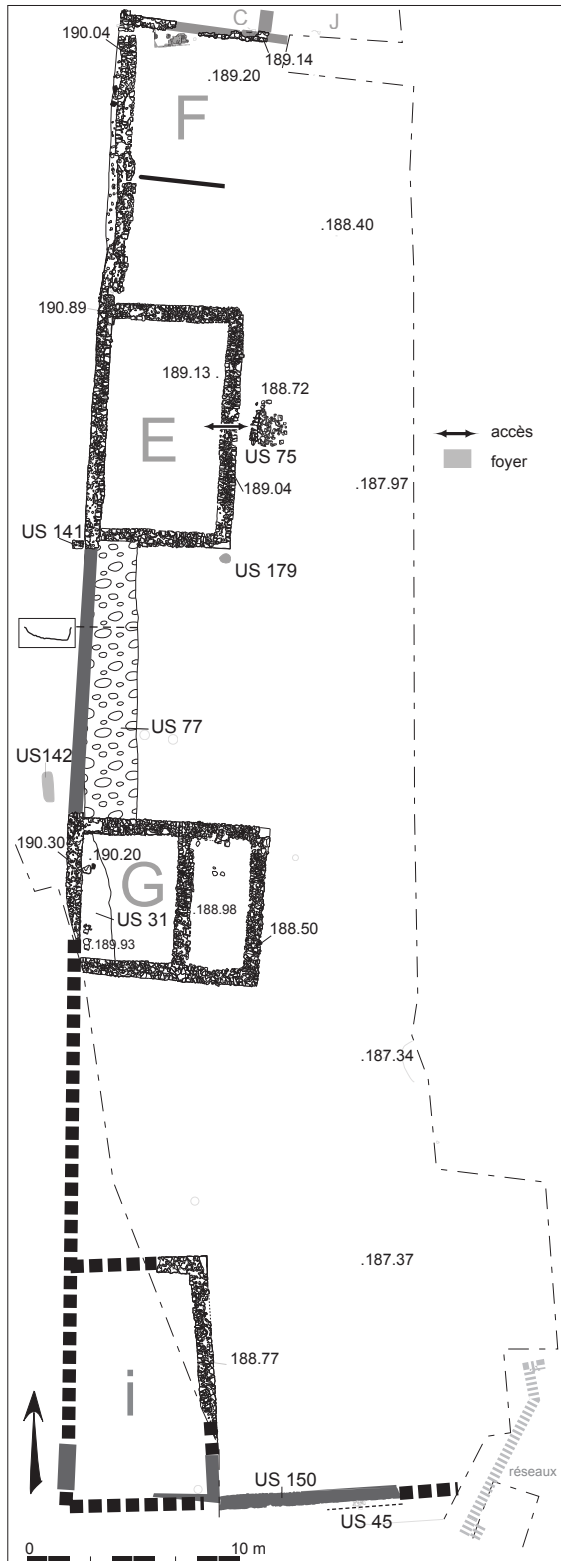 C J
190.04
189.14
.189.20
F
.188.40
190.89
189.13 .
188.72
accès
E
foyer
US 75
189.04
.187.97
US 141
US 179
US 77
US142
190.30
.190.20
G
US 31
.188.98
188.50
.189.93
.187.34
.187.37
188.77
i
réseaux
US 150
US 45
0 10 m